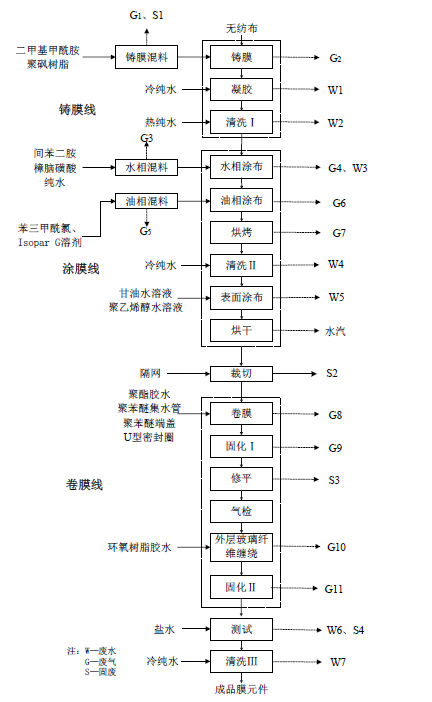 G1、S1
无纺布
二甲基甲酰胺
聚砜树脂
铸膜混料
铸膜
G2
冷纯水
凝胶
W1
铸膜线
热纯水
清洗 I
W2
G3
间苯二胺
樟脑磺酸
纯水
水相混料
水相涂布
G4、W3
油相混料
油相涂布
G6
苯三甲酰氯、
Isopar G溶剂
G5
烘烤
G7
涂膜线
冷纯水
清洗II
W4
甘油水溶液
聚乙烯醇水溶液
表面涂布
W5
烘干
水汽
隔网
裁切
S2
聚酯胶水
聚苯醚集水管
聚苯醚端盖
U型密封圈
卷膜
G8
固化 I
G9
修平
S3
卷膜线
气检
环氧树脂胶水
外层玻璃纤
维缠绕
G10
固化 II
G11
盐水
测试
W6、S4
注：W—废水
G—废气
S—固废
冷纯水
清洗III
W7
成品膜元件